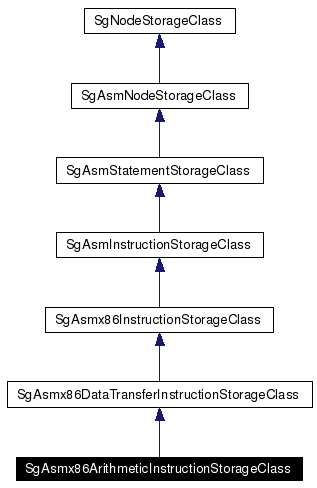 SgNodeStorageClass
SgAsmNodeStorageClass
SgAsmStatementStorageClass
SgAsmInstructionStorageClass
SgAsmx86InstructionStorageClass
SgAsmx86DataTransferInstructionStorageClass
SgAsmx86ArithmeticInstructionStorageClass